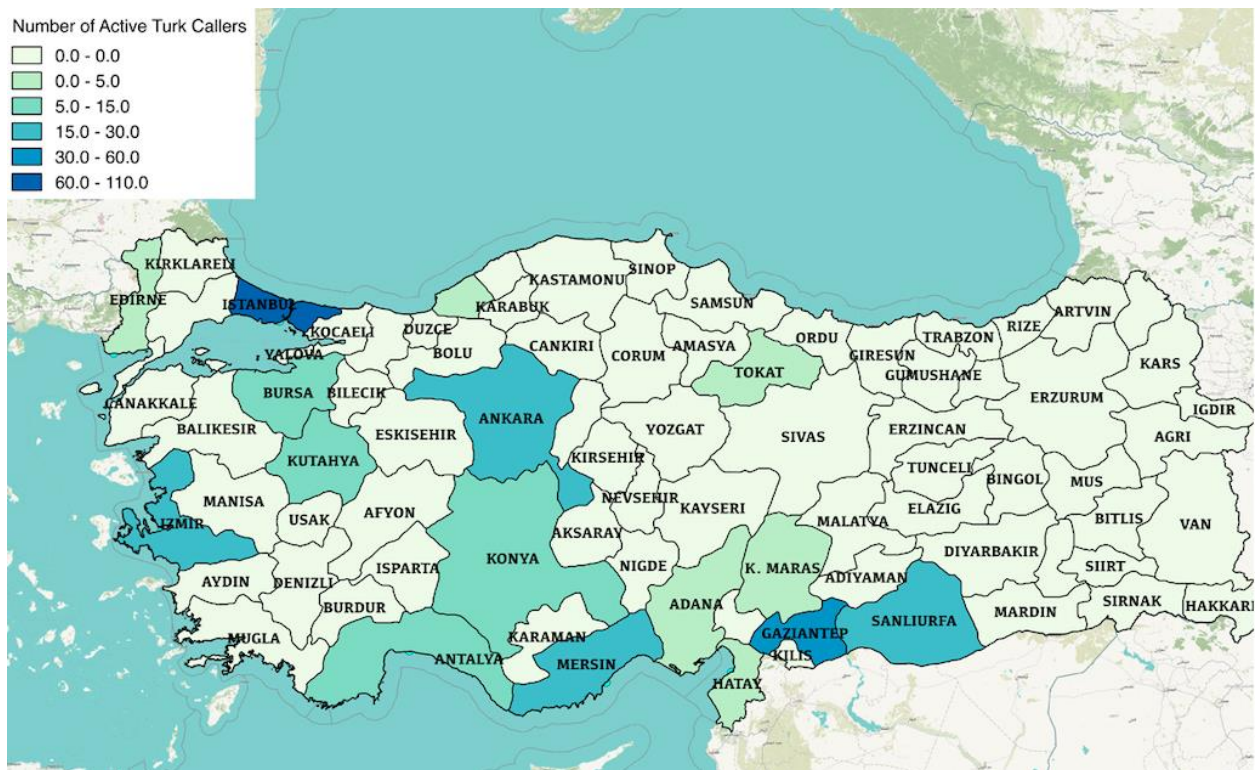 Number of Active Turk Callers
0.0 - 0.0
0.0 - 5.0
5.0 - 15.0
15.0 - 30.0
30.0 - 60.0
60.0 - 110.0
KIRKLARELI
EDIRNE
ISTANBUL
KOCAELI
YALOVA
DUZCE
BOLU
KARABUK
KASTAMONU
SINOP
SAMSUN
CANKIRI
CORUM
AMASYA
TOKAT
ORDU
GIRESUN
TRABZON
GUMUSHANE
RIZE
ARTVIN
KARS
IGDIR
ERZURUM
AGRI
CANAKKALE
BALIKESIR
BURSA
BILECIK
ESKISEHIR
KUTAHYA
ANKARA
KIRSEHIR
YOZGAT
SIVAS
ERZINCAN
TUNCELI
BINGOL
MUS
BITLIS
VAN
IZMIR
MANISA
USAK
AFYON
KONYA
AKSARAY
NEVSEHIR
KAYSERI
MALATYA
ELAZIG
DIYARBAKIR
SIIRT
AYDIN
DENIZLI
ISPARTA
BURDUR
NIGDE
ADANA
K. MARAS
ADIYAMAN
SANLIURFA
MARDIN
SIRNAK
HAKKARI
MUGLA
ANTALYA
KARAMAN
MERSIN
GAZIANTEP
KILIS
HATAY